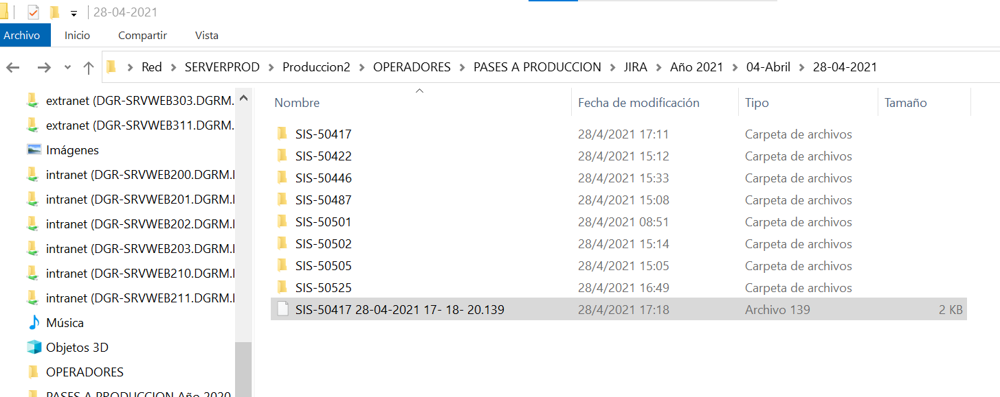 28-04-2021
Archivo Inicio Compartir Vista
Red SERVERPROD Produccion2 OPERADORES PASES A PRODUCCION JIRA Año 2021 04-Abril 28-04-2021
extranet (DGR-SRVWEB303.DGRM.
extranet (DGR-SRVWEB311.DGRM.
Imágenes
intranet (DGR-SRVWEB200.DGRM.I
intranet (DGR-SRVWEB201.DGRM.I
intranet (DGR-SRVWEB202.DGRM.I
intranet (DGR-SRVWEB203.DGRM.I
intranet (DGR-SRVWEB210.DGRM.I
intranet (DGR-SRVWEB211.DGRM.I
Música
Objetos 3D
OPERADORES
PASES A PRODUCCION-Año 2020
Nombre Fecha de modificación Tipo Tamaño
SIS-50417 28/4/2021 17:11 Carpeta de archivos
SIS-50422 28/4/2021 15:12 Carpeta de archivos
SIS-50446 28/4/2021 15:33 Carpeta de archivos
SIS-50487 28/4/2021 15:08 Carpeta de archivos
SIS-50501 28/4/2021 08:51 Carpeta de archivos
SIS-50502 28/4/2021 15:14 Carpeta de archivos
SIS-50505 28/4/2021 15:05 Carpeta de archivos
SIS-50525 28/4/2021 16:49 Carpeta de archivos
SIS-50417 28-04-2021 17- 18- 20.139 28/4/2021 17:18 Archivo 139 2 KB